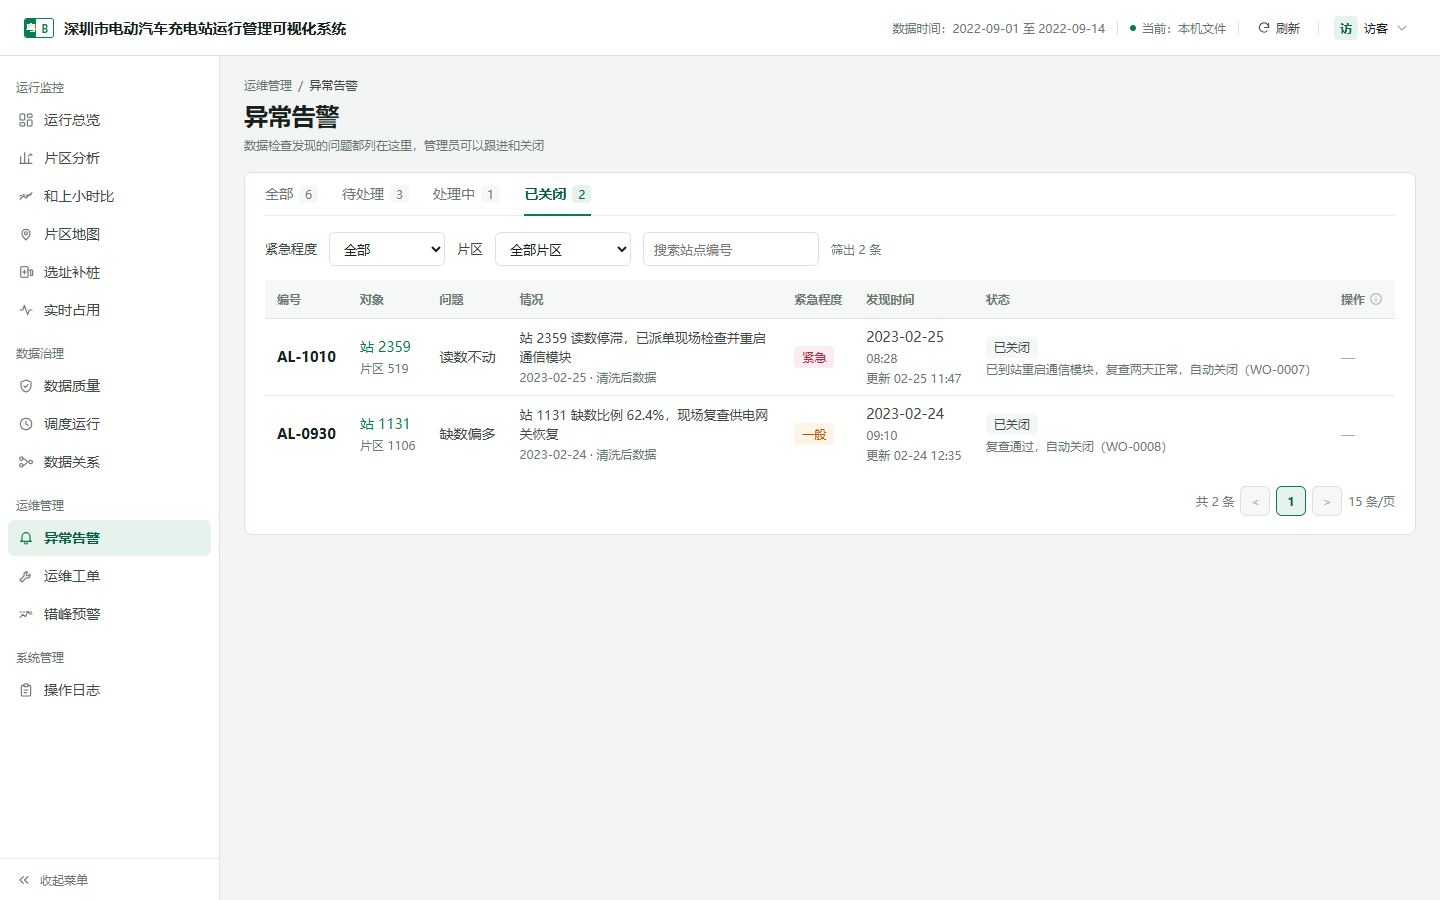 粤B
深圳市电动汽车充电站运行管理可视化系统
数据时间：2022-09-01 至 2022-09-14
当前：本机文件
刷新
访 访客
运行监控
运行总览
片区分析
和上小时比
片区地图
选址补桩
实时占用
数据治理
数据质量
调度运行
数据关系
运维管理
异常告警
运维工单
错峰预警
系统管理
操作日志
收起菜单
运维管理 / 异常告警
异常告警
数据检查发现的问题都列在这里，管理员可以跟进和关闭
全部 6 待处理 3 处理中 1 已关闭 2
紧急程度 全部 片区 全部片区 搜索站点编号 筛出 2 条
编号 对象 问题 情况 紧急程度 发现时间 状态 操作
AL-1010
站 2359
片区 519
读数不动
站 2359 读数停滞，已派单现场检查并重启
通信模块
2023-02-25 · 清洗后数据
紧急
2023-02-25
08:28
更新 02-25 11:47
已关闭
已到站重启通信模块，复查两天正常，自动关闭（WO-0007）
—
AL-0930
站 1131
片区 1106
缺数偏多
站 1131 缺数比例 62.4%，现场复查供电网
关恢复
2023-02-24 · 清洗后数据
一般
2023-02-24
09:10
更新 02-24 12:35
已关闭
复查通过，自动关闭（WO-0008）
—
共 2 条 < 1 > 15 条/页